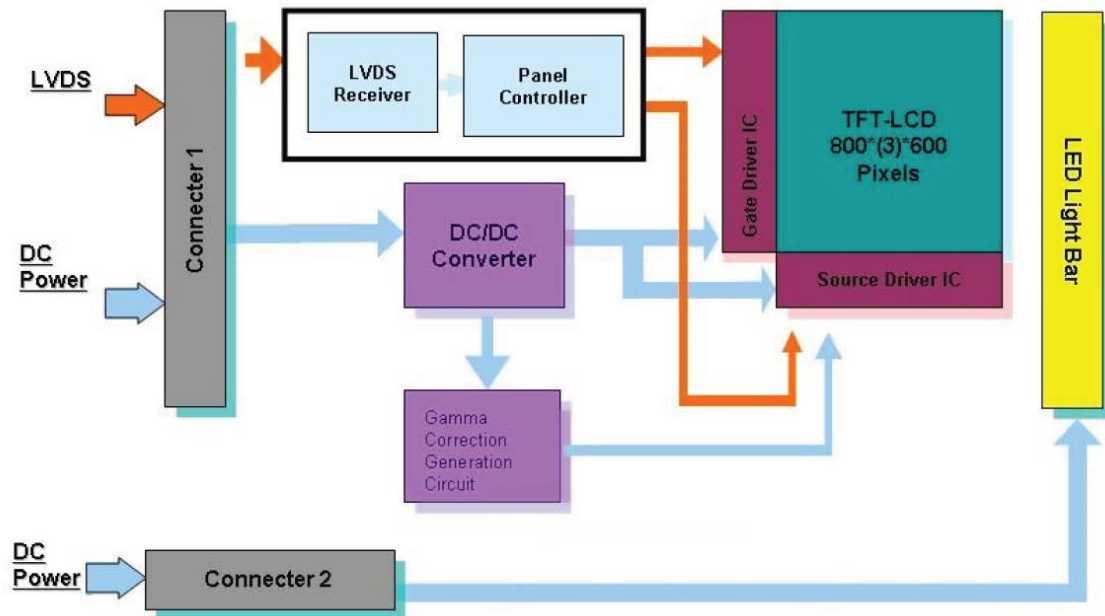 LVDS
DC
Power
Connecter 1
LVDS
Receiver
Panel
Controller
DC/DC
Converter
Gamma
Correction
Generation
Circuit
Gate Driver IC
TFT-LCD
800*(3)*600
Pixels
Source Driver IC
LED Light Bar
DC
Power
Connecter 2